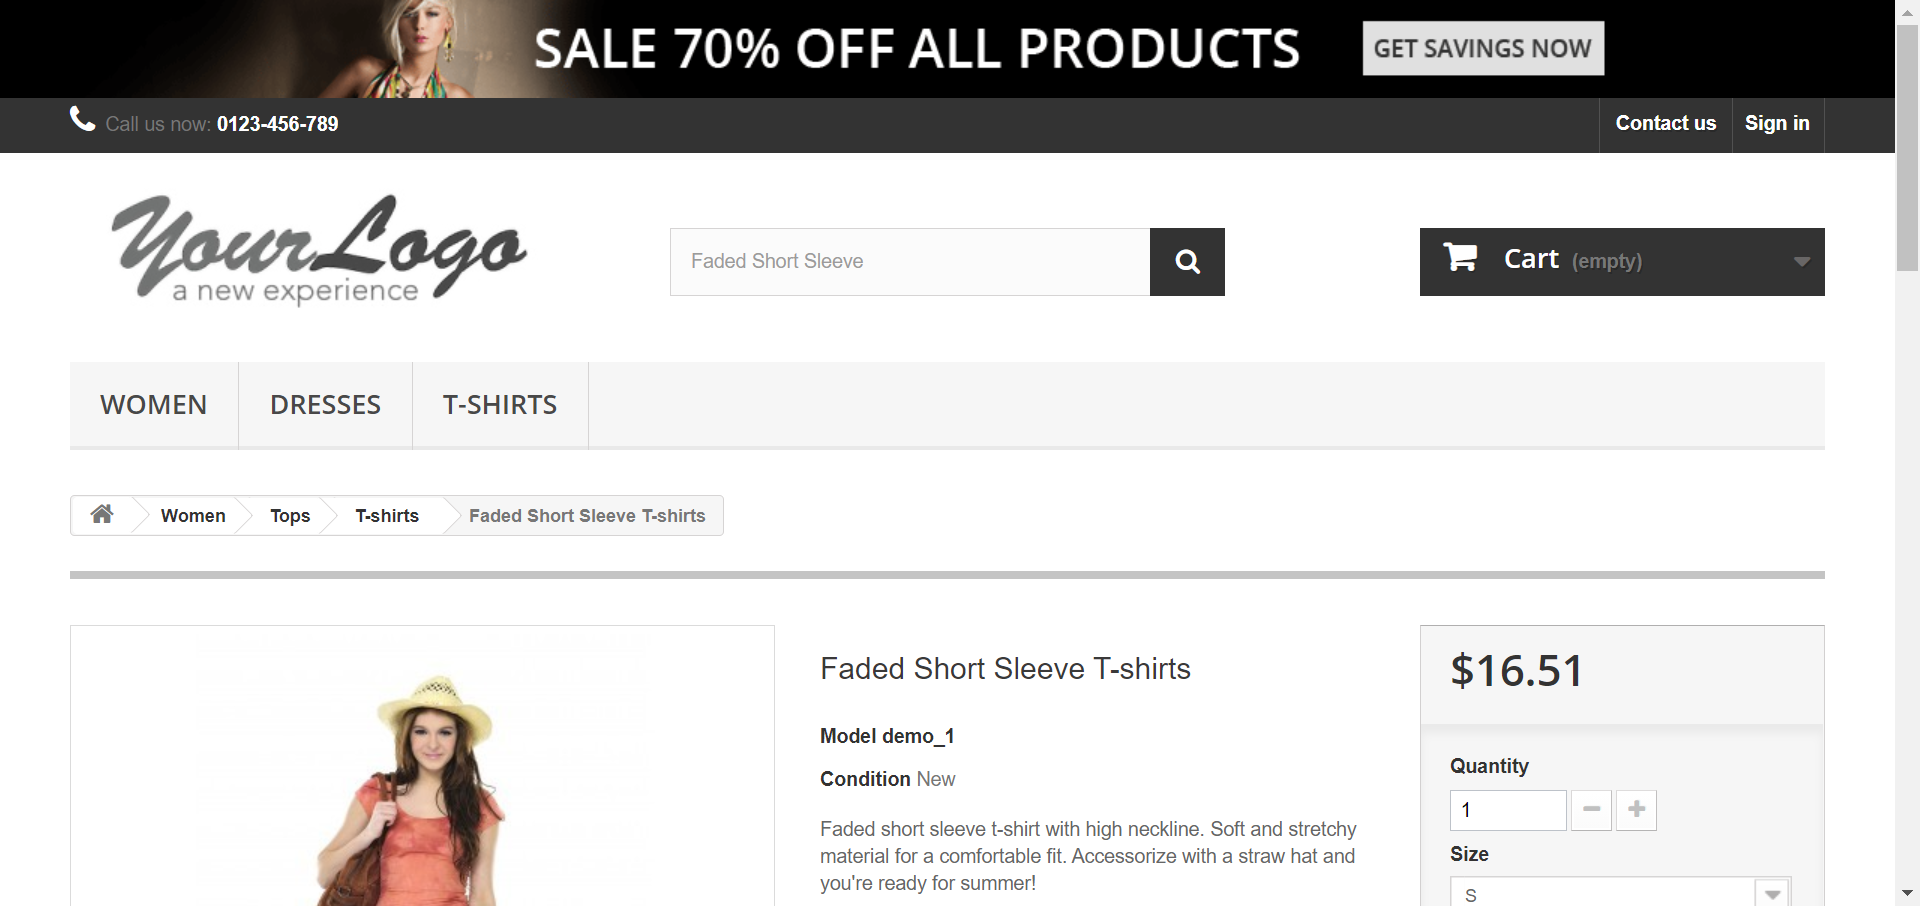 SALE 70% OFF ALL PRODUCTS
GET SAVINGS NOW
Call us now: 0123-456-789
Contact us
Sign in
YourLogo
a new experience
Faded Short Sleeve
Cart (empty)
WOMEN
DRESSES
T-SHIRTS
Women
Tops
T-shirts
Faded Short Sleeve T-shirts
Faded Short Sleeve T-shirts
Model demo_1
Condition New
Faded short sleeve t-shirt with high neckline. Soft and stretchy
material for a comfortable fit. Accessorize with a straw hat and
you're ready for summer!
$16.51
Quantity
1
Size
S